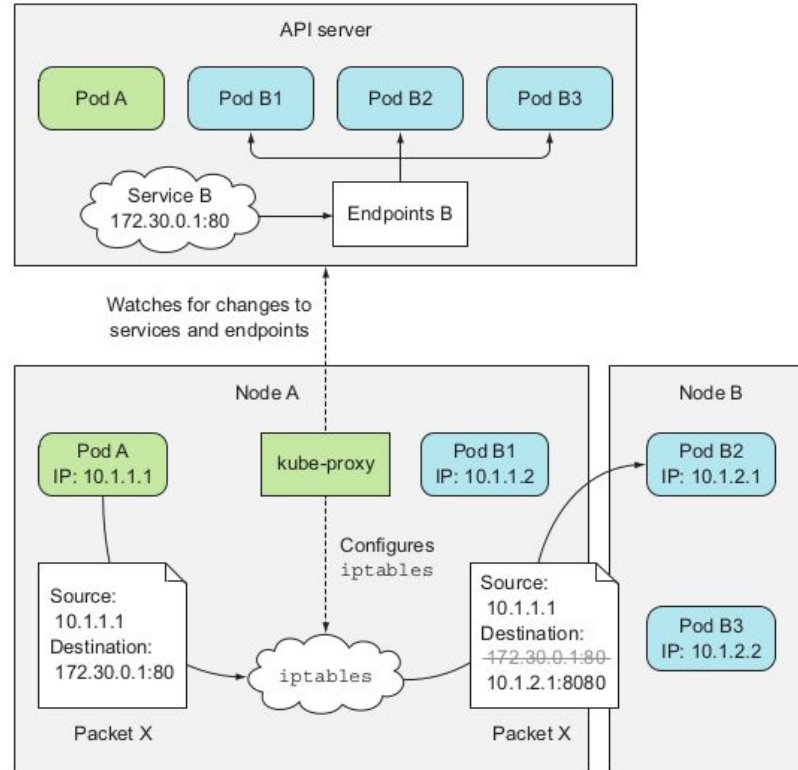 API server
Pod A
Pod B1
Pod B2
Pod B3
Service B
172.30.0.1:80
Endpoints B
Watches for changes to
services and endpoints
Node A
Node B
Pod A
IP: 10.1.1.1
kube-proxy
Pod B1
IP: 10.1.1.2
Pod B2
IP: 10.1.2.1
Configures
iptables
Source:
10.1.1.1
Destination:
172.30.0.1:80
Packet X
iptables
Source:
10.1.1.1
Destination:
172.30.0.1:80
10.1.2.1:8080
Packet X
Pod B3
IP: 10.1.2.2